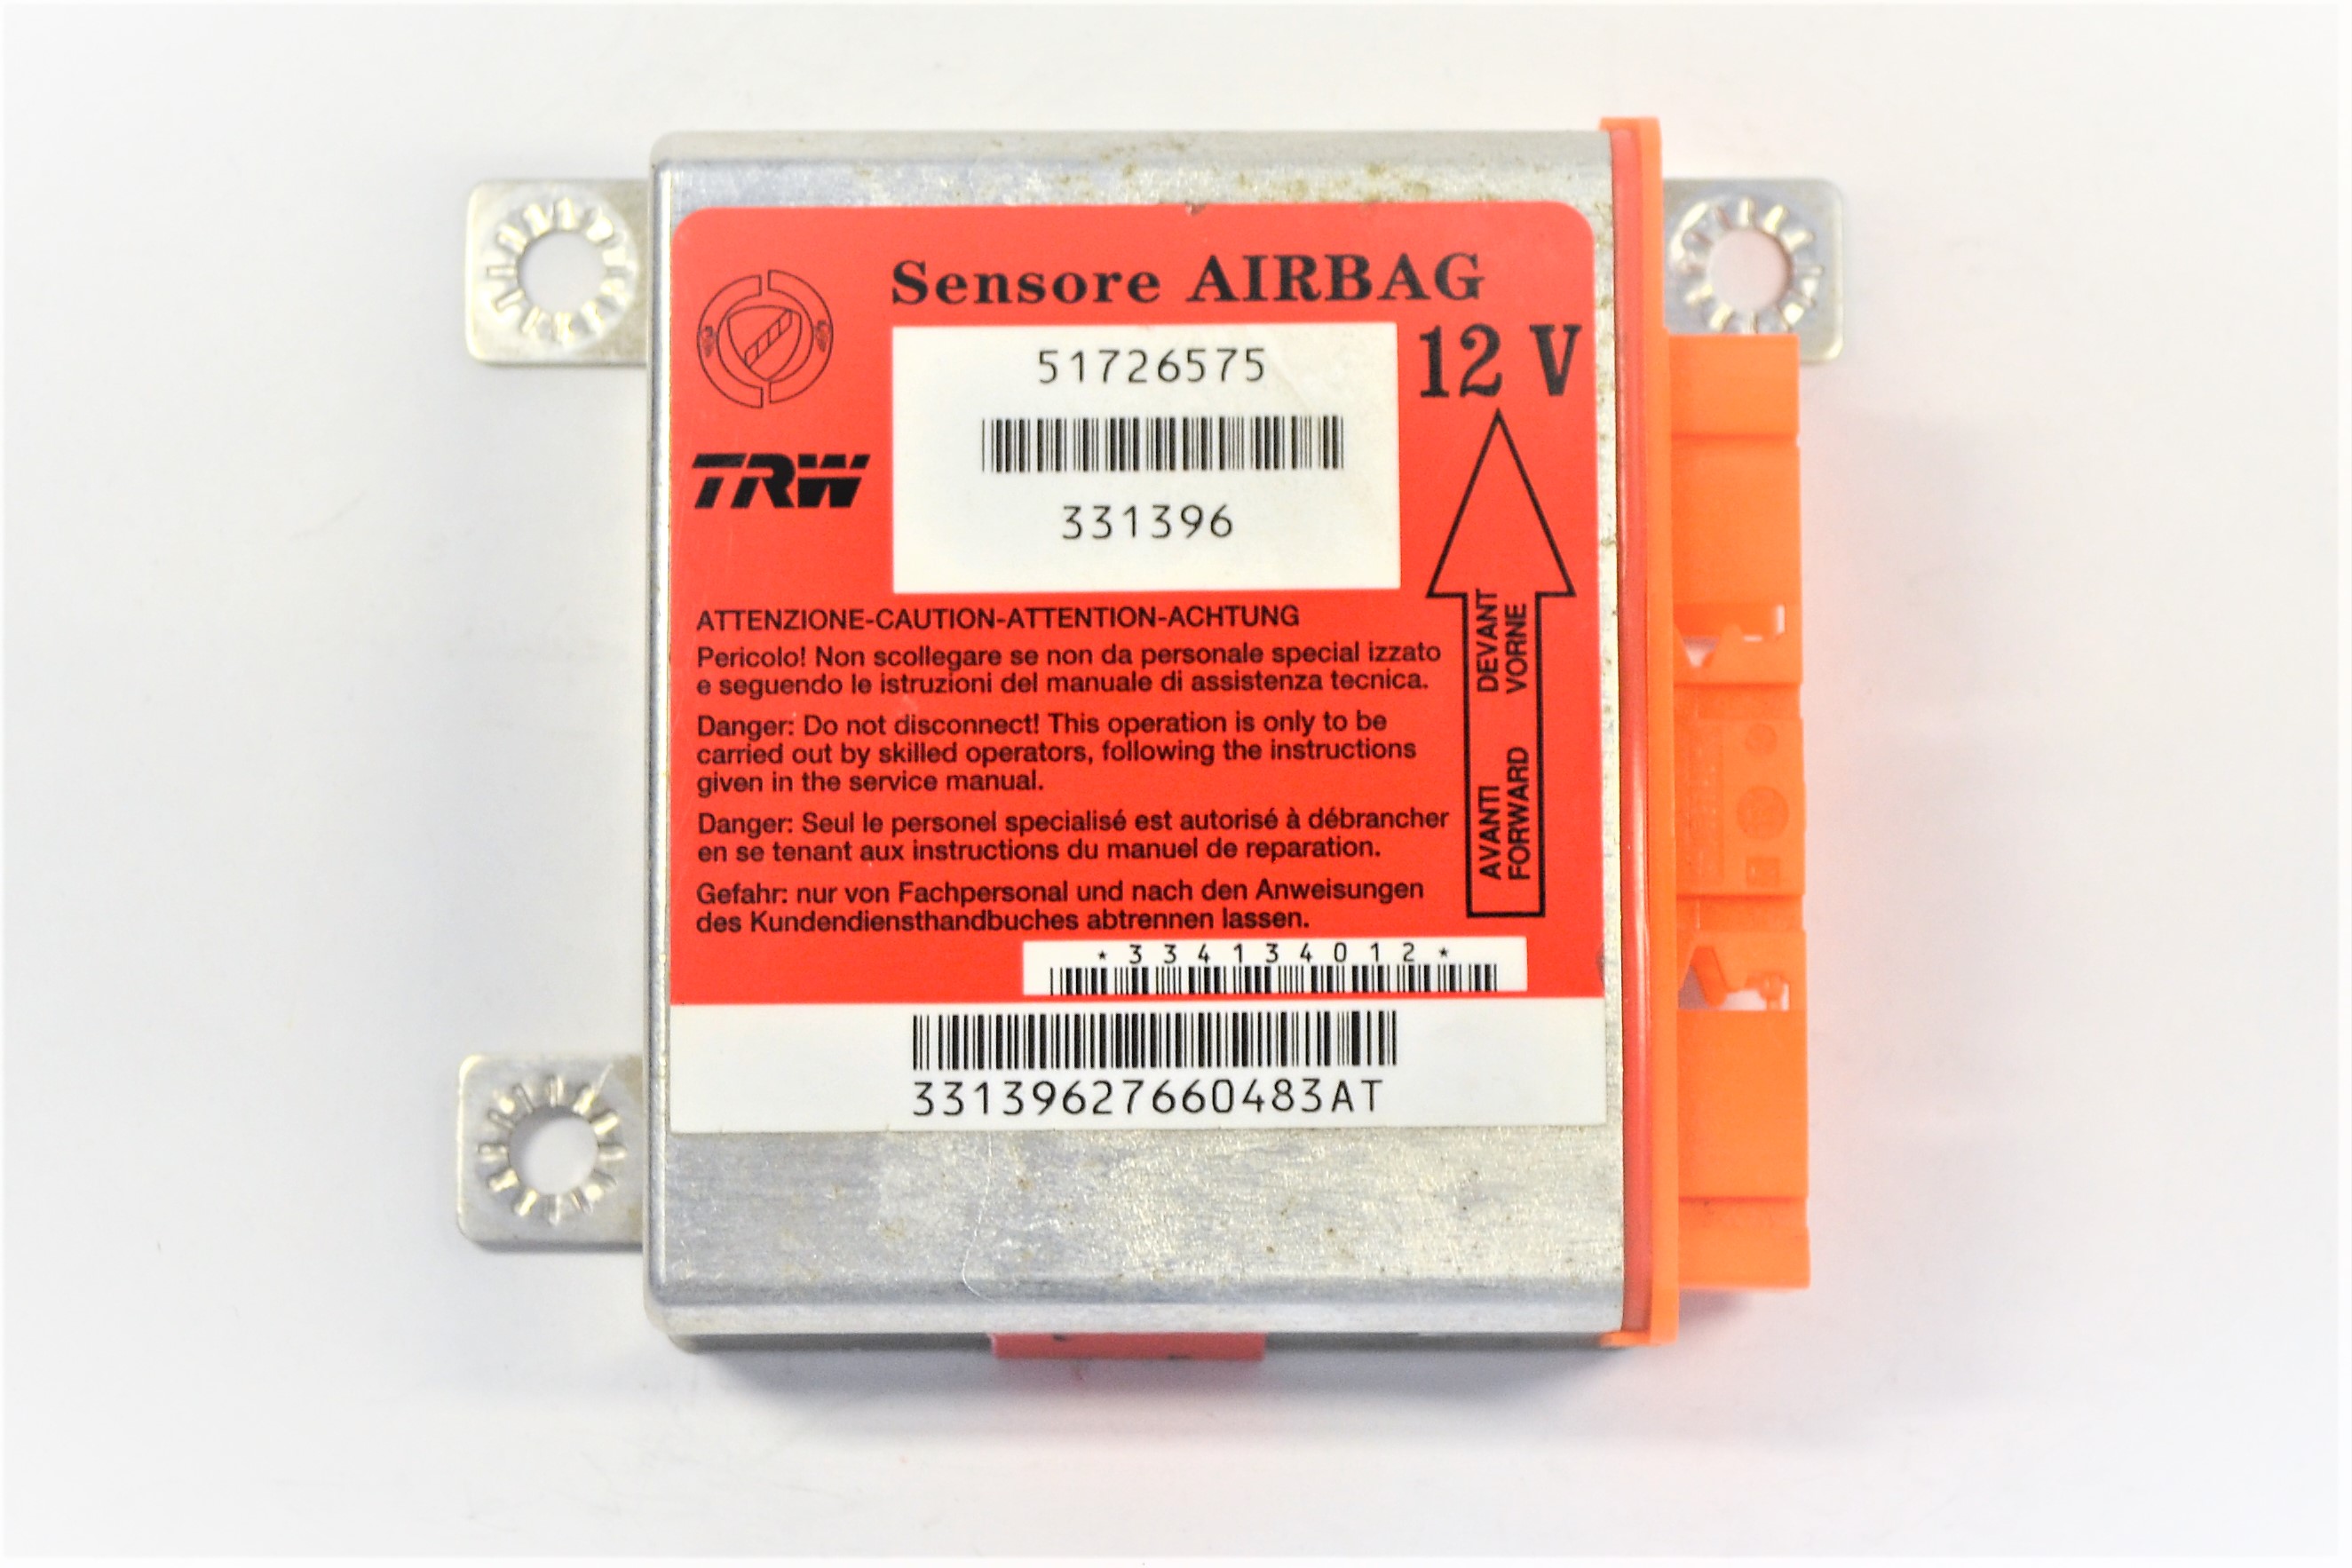 Sensore AIRBAG
12 V
51726575
TRW
331396
ATTENZIONE-CAUTION-ATTENTION-ACHTUNG
Pericolo! Non scollegare se non da personale special izzato
e seguendo le istruzioni del manuale di assistenza tecnica.
Danger: Do not disconnect! This operation is only to be
carried out by skilled operators, following the instructions
given in the service manual.
Danger: Seul le personel specialisé est autorisé à débrancher
en se tenant aux instructions du manuel de reparation.
Gefahr: nur von Fachpersonal und nach den Anweisungen
des Kundendiensthandbuches abtrennen lassen.
AVANTI DEVANT
FORWARD VORNE
*334134012*
33139627660483AT